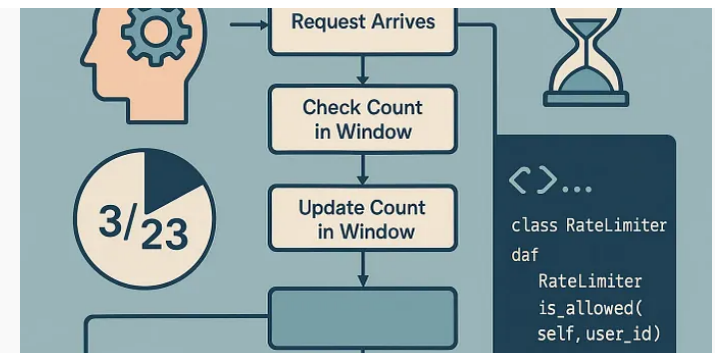 Request Arrives
Check Count
in Window
Update Count
in Window
3/23
<>...
class RateLimiter
daf
RateLimiter
is_allowed(
self,user_id)